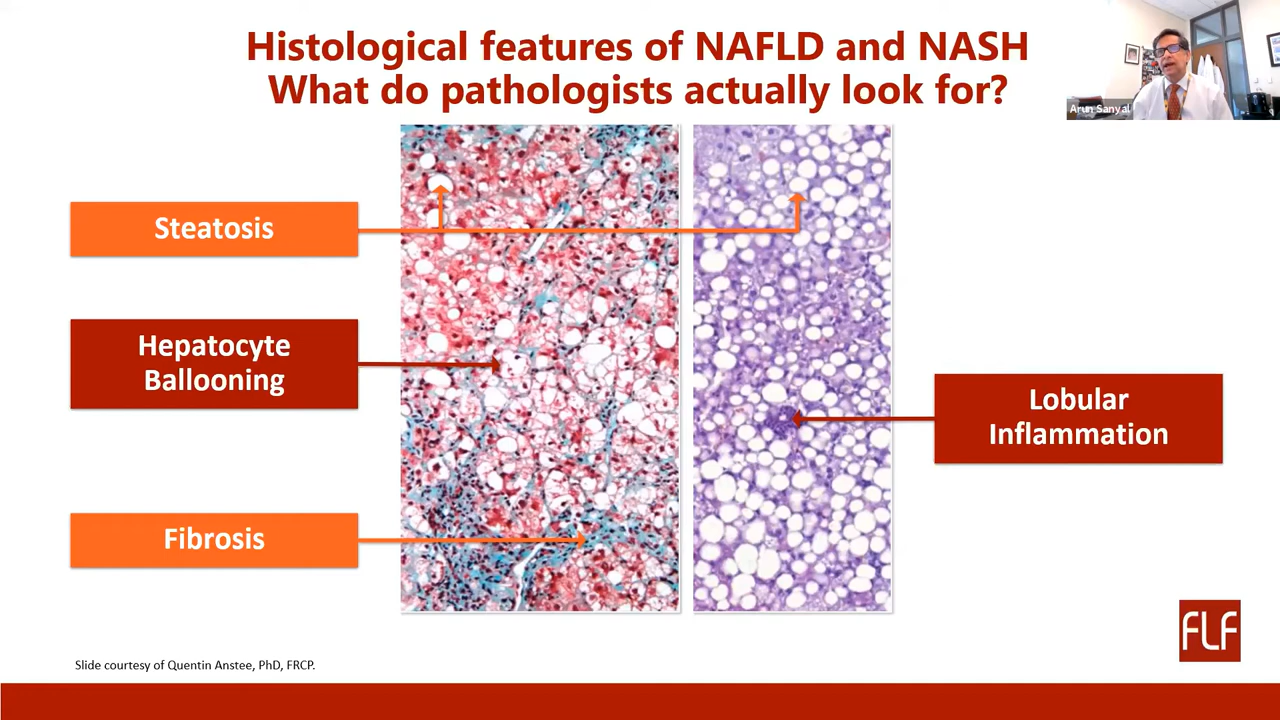 Histological features of NAFLD and NASH
What do pathologists actually look for?
Arun Sanyal
Steatosis
Hepatocyte
Ballooning
Lobular
Inflammation
Fibrosis
FLF
Slide courtesy of Quentin Anstee, PhD, FRCP.